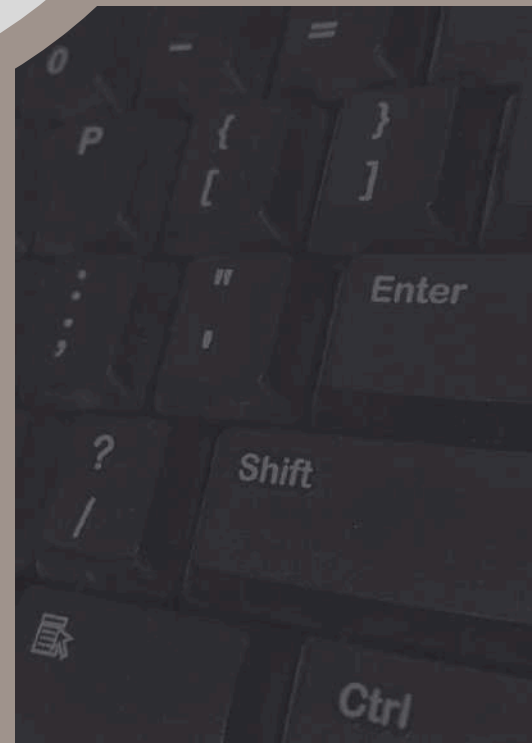 0 - =
P { }
[ ]
: " Enter
; '
? Shift
/
Ctrl